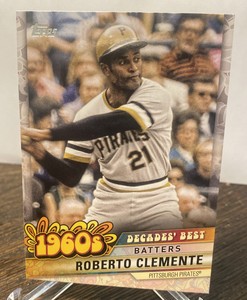 Topps
P
PIRATES
21
1960s
DECADES' BEST
BATTERS
ROBERTO CLEMENTE
PITTSBURGH PIRATES®